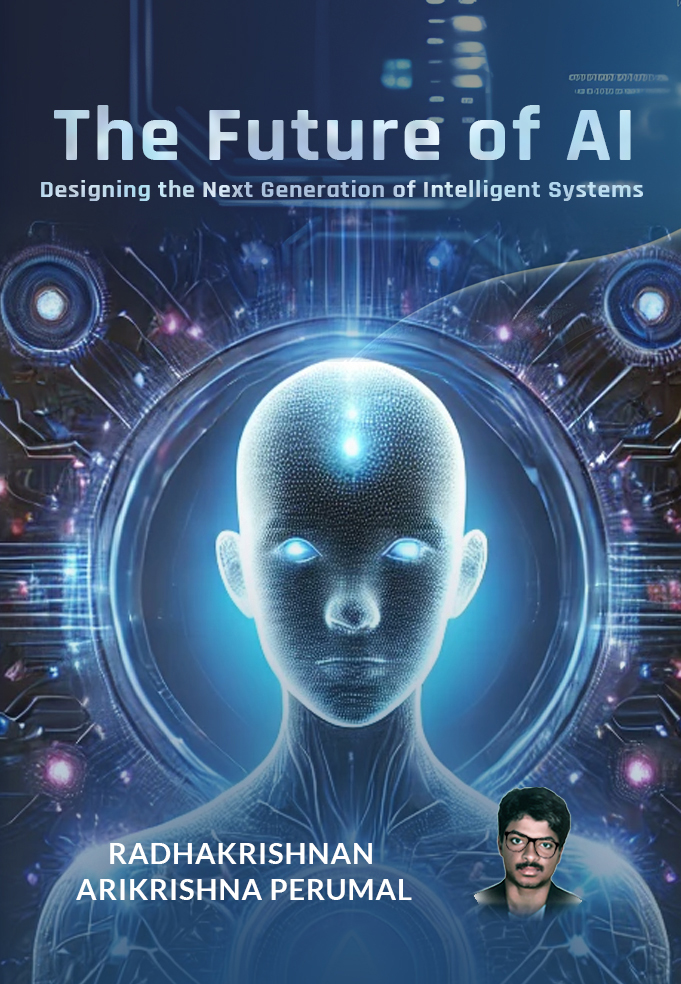 The Future of AI
Designing the Next Generation of Intelligent Systems
RADHAKRISHNAN
ARIKRISHNA PERUMAL